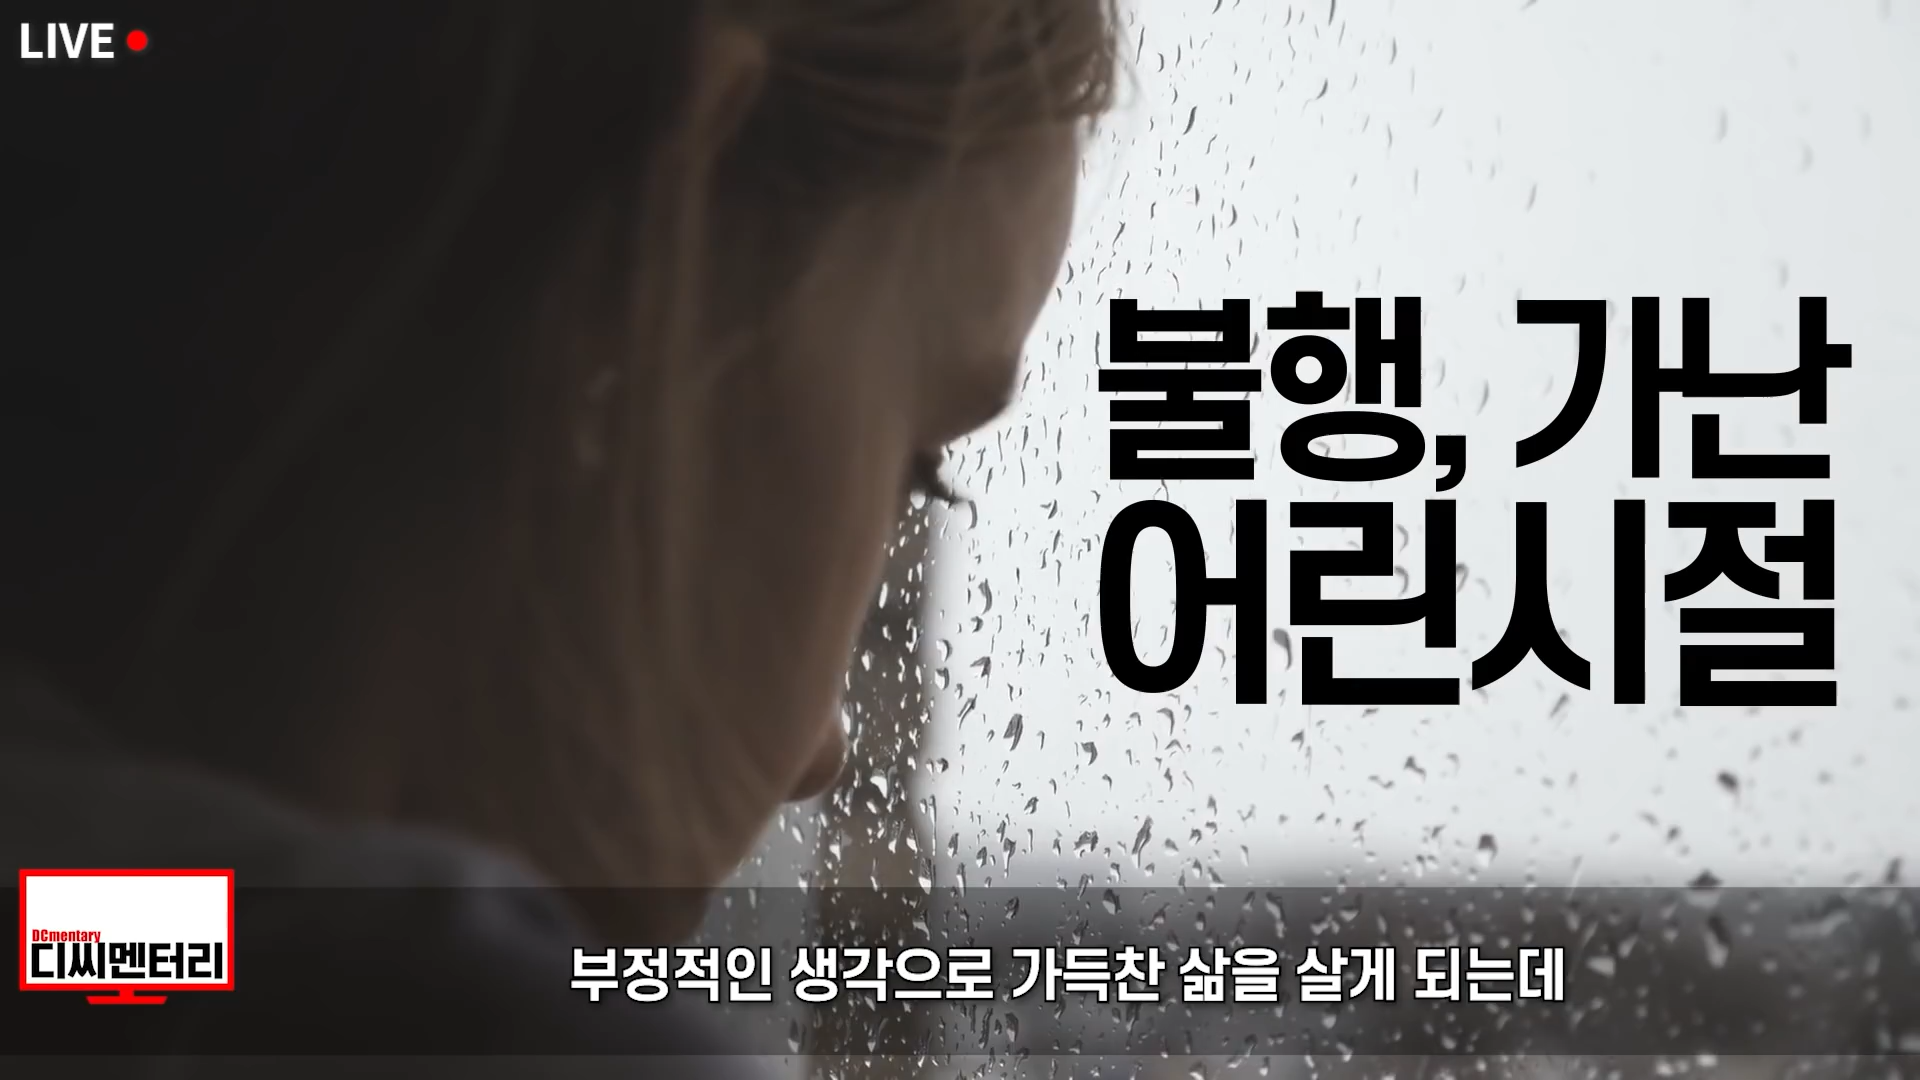 LIVE
불행, 가난
어린시절
DCmentary
디씨멘터리
부정적인 생각으로 가득찬 삶을 살게 되는데